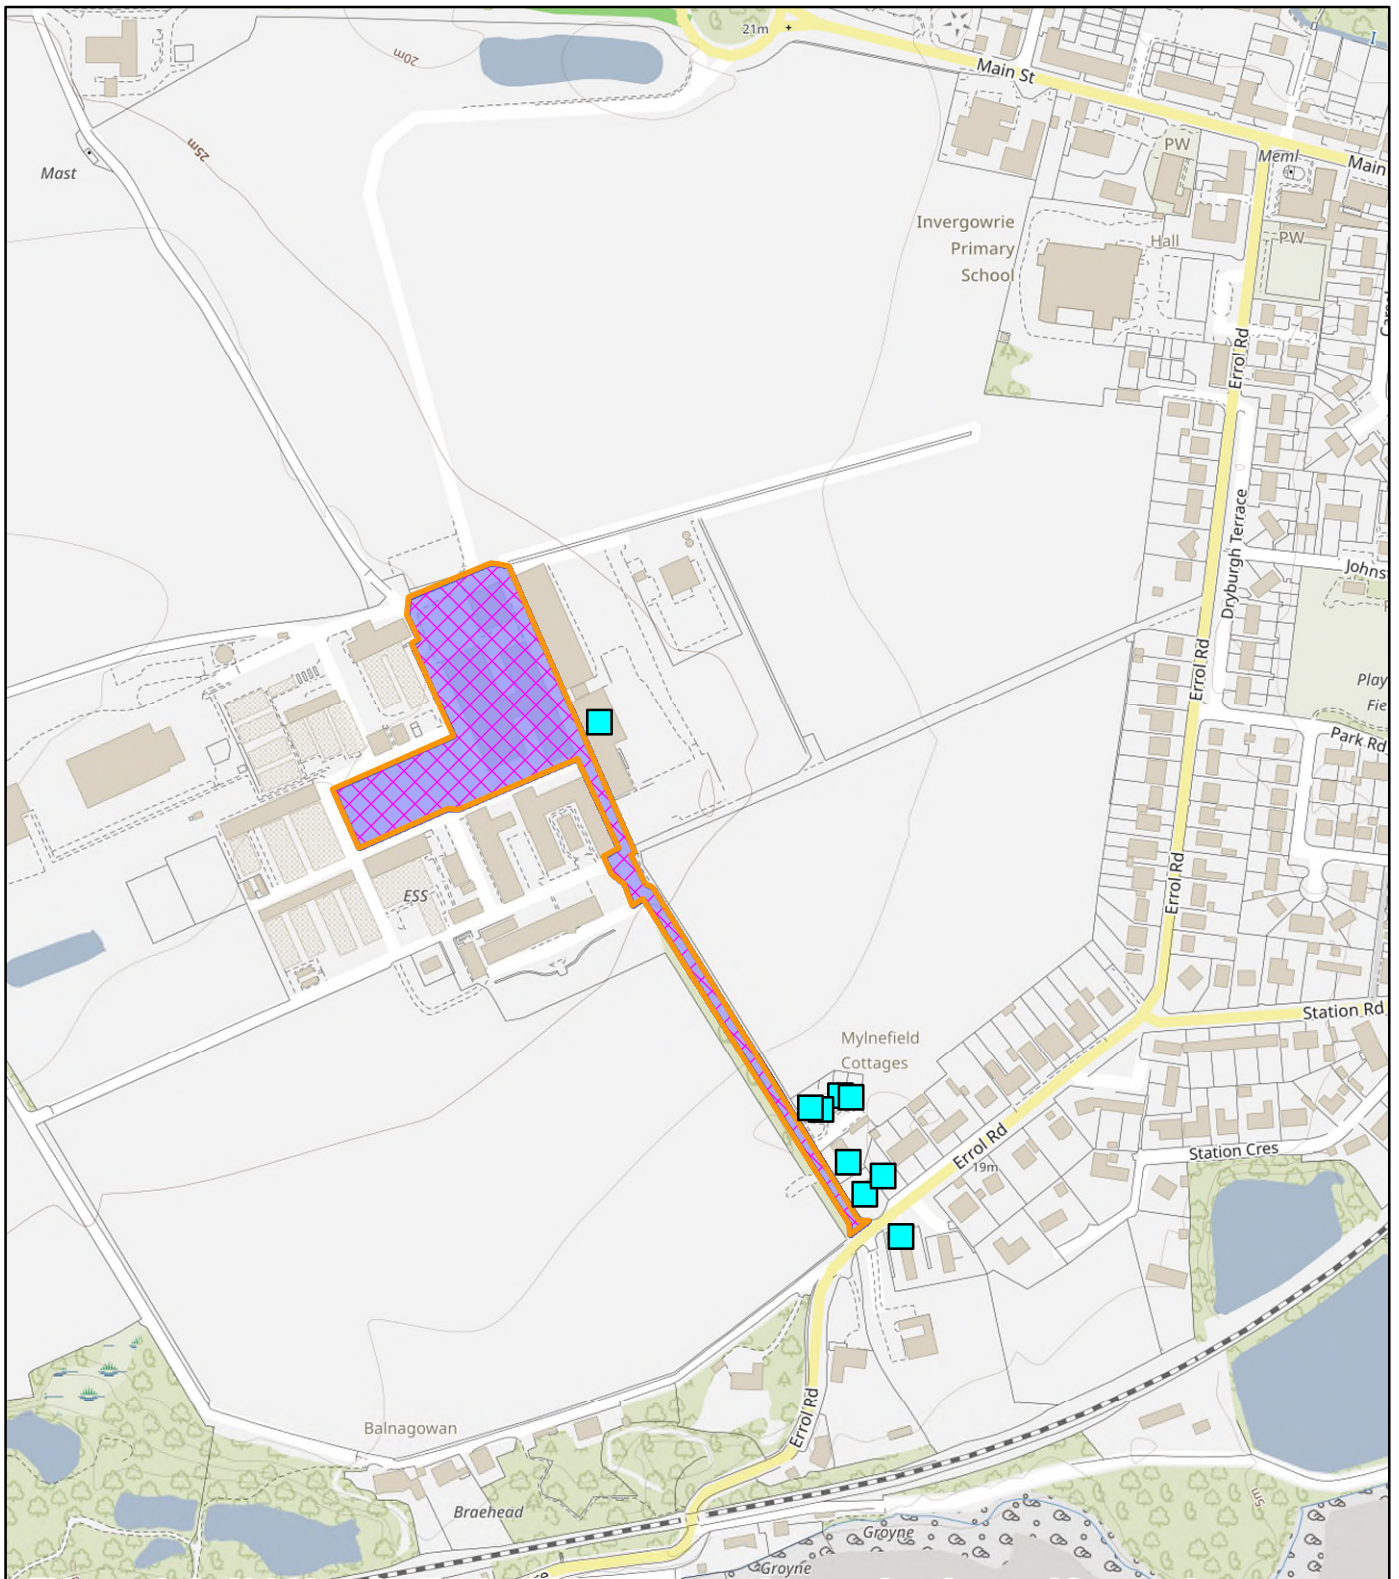 21m
20m
Main St
25m
PW
Meml
Main
Mast
Invergowrie
Primary
School
Hall
PW
Errol Rd
Dryburgh Terrace
Johns
Errol Rd
Play
Fie
Park Rd
Errol Rd
ESS
Station Rd
Mylnefield
Cottages
Errol Rd
Station Cres
19m
Errol Rd
Balnagowan
Braehead
5m
Groyne
Groyne